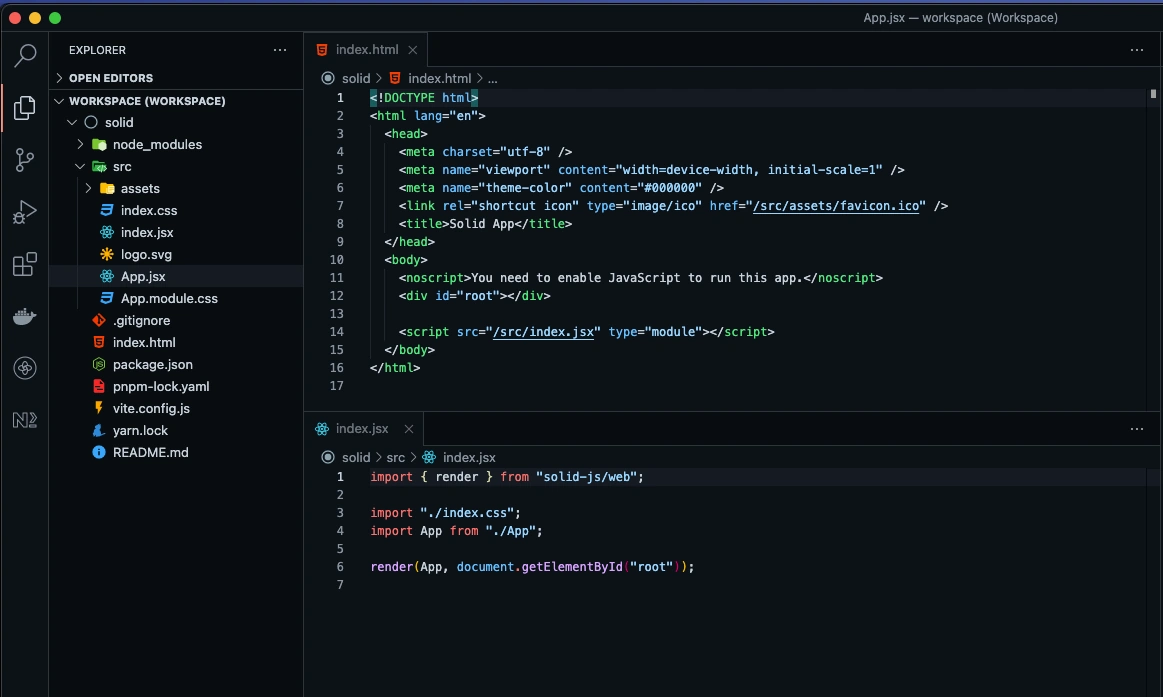 App.jsx — workspace (Workspace)
EXPLORER
OPEN EDITORS
WORKSPACE (WORKSPACE)
solid
node_modules
src
assets
index.css
index.jsx
logo.svg
App.jsx
App.module.css
.gitignore
index.html
package.json
pnpm-lock.yaml
vite.config.js
yarn.lock
README.md
index.html
solid > index.html > ...
1 <!DOCTYPE html>
2 <html lang="en">
3 <head>
4 <meta charset="utf-8" />
5 <meta name="viewport" content="width=device-width, initial-scale=1" />
6 <meta name="theme-color" content="#000000" />
7 <link rel="shortcut icon" type="image/ico" href="/src/assets/favicon.ico" />
8 <title>Solid App</title>
9 </head>
10 <body>
11 <noscript>You need to enable JavaScript to run this app.</noscript>
12 <div id="root"></div>
13
14 <script src="/src/index.jsx" type="module"></script>
15 </body>
16 </html>
17
index.jsx
solid > src > index.jsx
1 import { render } from "solid-js/web";
2
3 import "./index.css";
4 import App from "./App";
5
6 render(App, document.getElementById("root"));
7